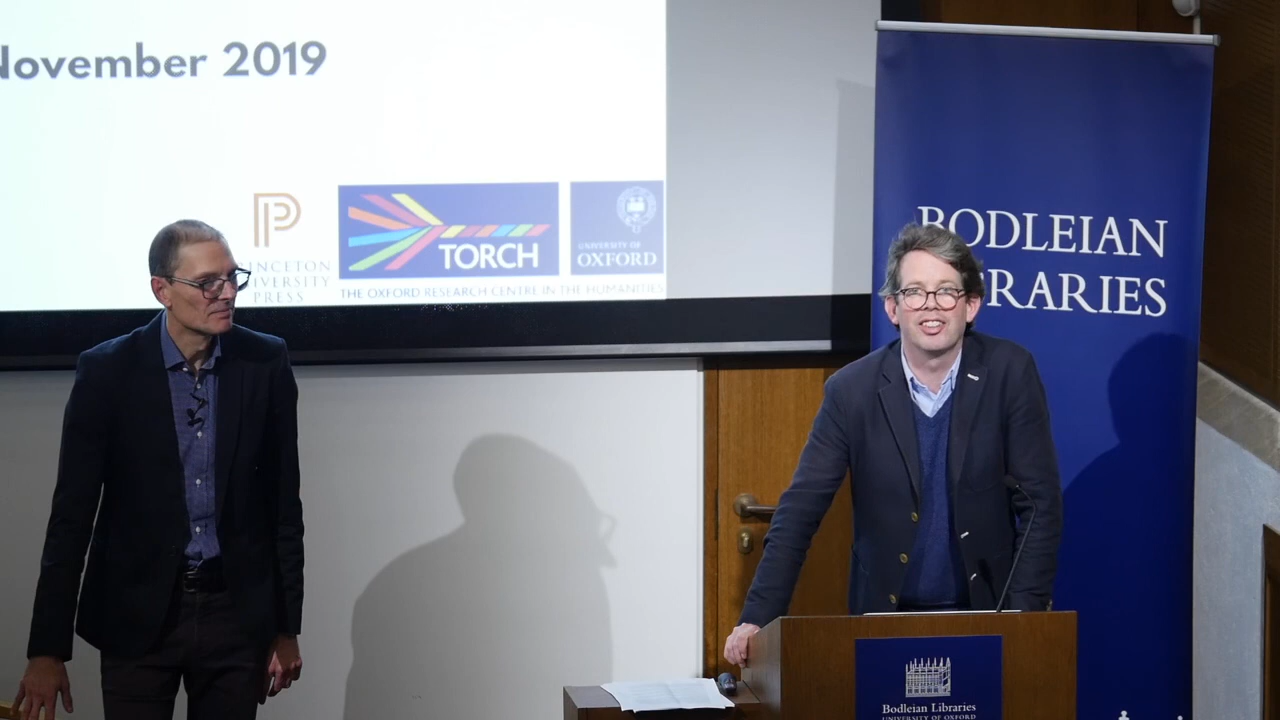 November 2019
P
PRINCETON
UNIVERSITY
PRESS
TORCH
THE OXFORD RESEARCH CENTRE IN THE HUMANITIES
UNIVERSITY OF
OXFORD
BODLEIAN
LIBRARIES
Bodleian Libraries
UNIVERSITY OF OXFORD